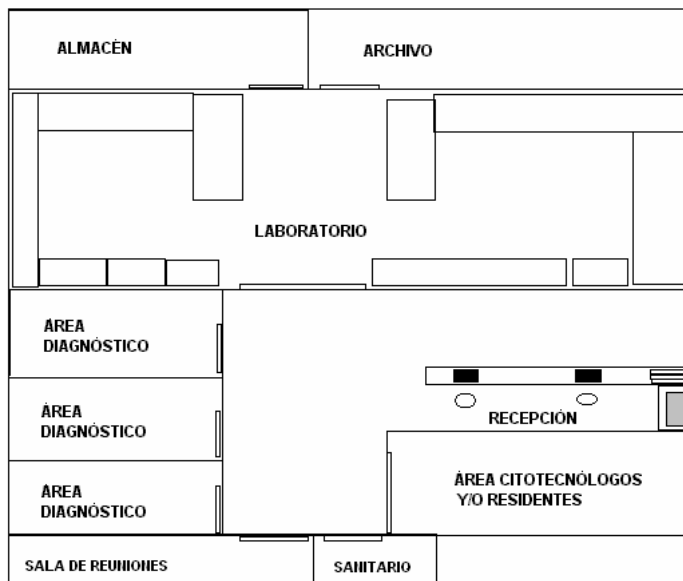 ALMACÉN
ARCHIVO
LABORATORIO
ÁREA
DIAGNÓSTICO
ÁREA
DIAGNÓSTICO
RECEPCIÓN
ÁREA
DIAGNÓSTICO
ÁREA CITOTECNÓLOGOS
Y/O RESIDENTES
SALA DE REUNIONES
SANITARIO